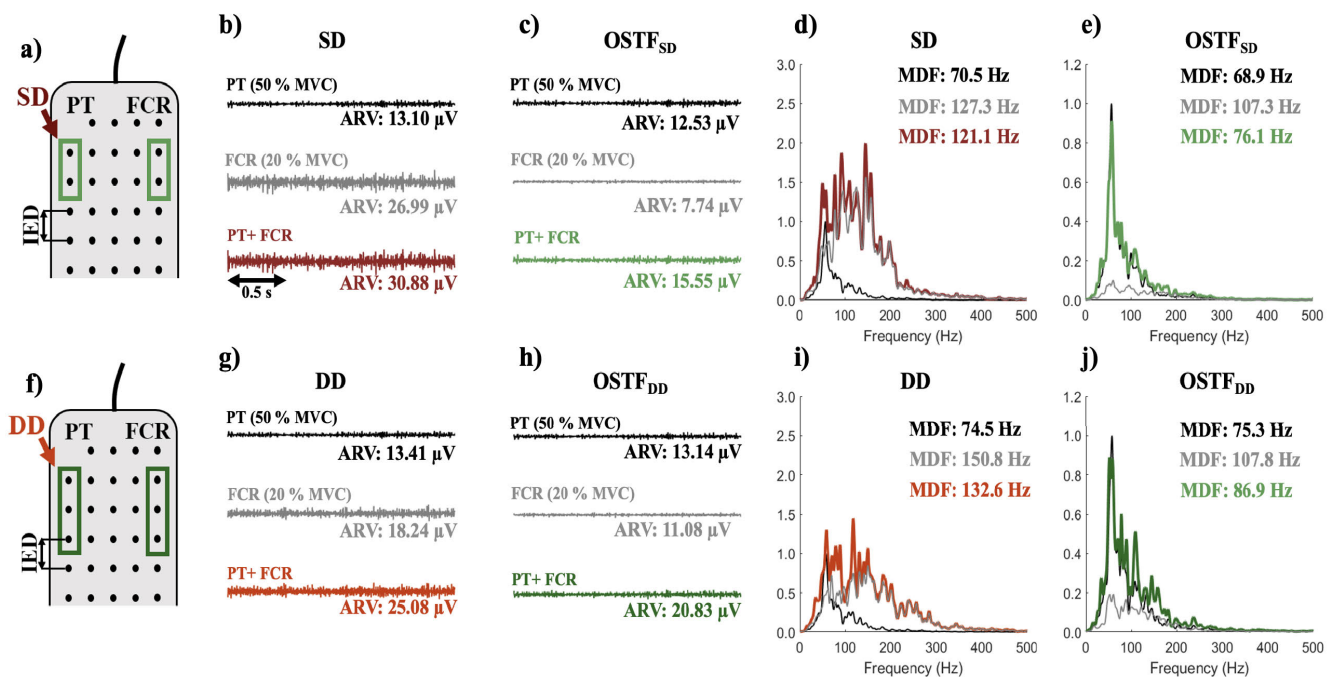 a)
SD
PT FCR
IED
b)
SD
PT (50 % MVC)
ARV: 13.10 µV
FCR (20 % MVC)
ARV: 26.99 µV
PT+ FCR
0.5 s
ARV: 30.88 µV
c)
OSTFSD
PT (50 % MVC)
ARV: 12.53 µV
FCR (20 % MVC)
ARV: 7.74 µV
PT+ FCR
ARV: 15.55 µV
d)
SD
3.0
2.5
2.0
1.5
1.0
0.5
0.0
MDF: 70.5 Hz
MDF: 127.3 Hz
MDF: 121.1 Hz
0 100 200 300 400 500
Frequency (Hz)
e)
OSTFSD
1.2
1.0
0.8
0.6
0.4
0.2
0.0
MDF: 68.9 Hz
MDF: 107.3 Hz
MDF: 76.1 Hz
0 100 200 300 400 500
Frequency (Hz)
f)
DD
PT FCR
IED
g)
DD
PT (50 % MVC)
ARV: 13.41 µV
FCR (20 % MVC)
ARV: 18.24 µV
PT+ FCR
ARV: 25.08 µV
h)
OSTFDD
PT (50 % MVC)
ARV: 13.14 µV
FCR (20 % MVC)
ARV: 11.08 µV
PT+ FCR
ARV: 20.83 µV
i)
DD
3.0
2.5
2.0
1.5
1.0
0.5
0.0
MDF: 74.5 Hz
MDF: 150.8 Hz
MDF: 132.6 Hz
0 100 200 300 400 500
Frequency (Hz)
j)
OSTFDD
1.2
1.0
0.8
0.6
0.4
0.2
0.0
MDF: 75.3 Hz
MDF: 107.8 Hz
MDF: 86.9 Hz
0 100 200 300 400 500
Frequency (Hz)